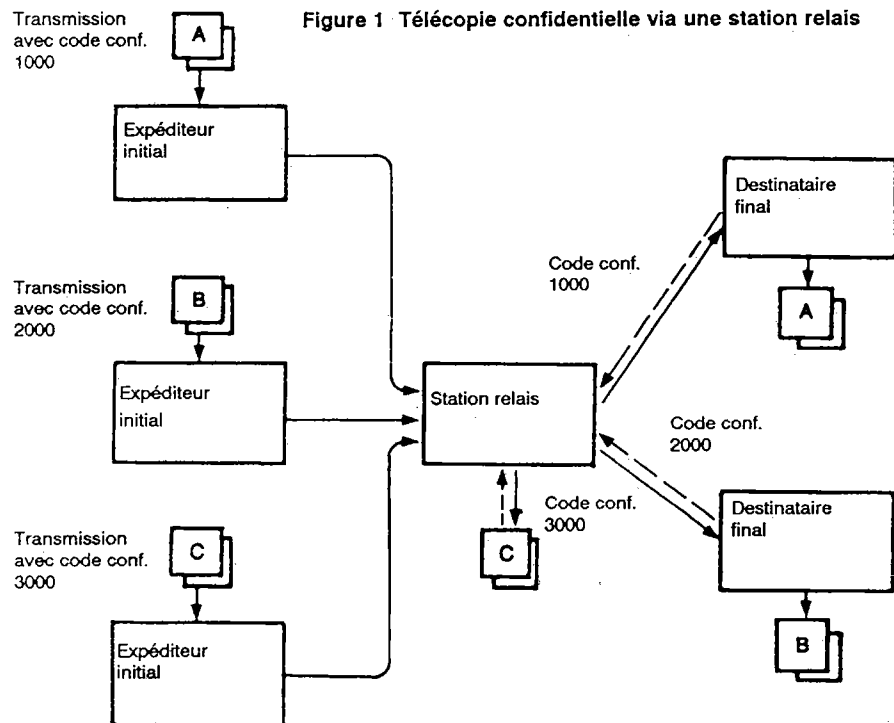 Figure 1 Télécopie confidentielle via une station relais
Transmission
avec code conf.
1000
A
Expéditeur
initial
Transmission
avec code conf.
2000
B
Expéditeur
initial
Transmission
avec code conf.
3000
C
Expéditeur
initial
Station relais
Code conf.
3000
C
Code conf.
1000
Destinataire
final
A
Code conf.
2000
Destinataire
final
B